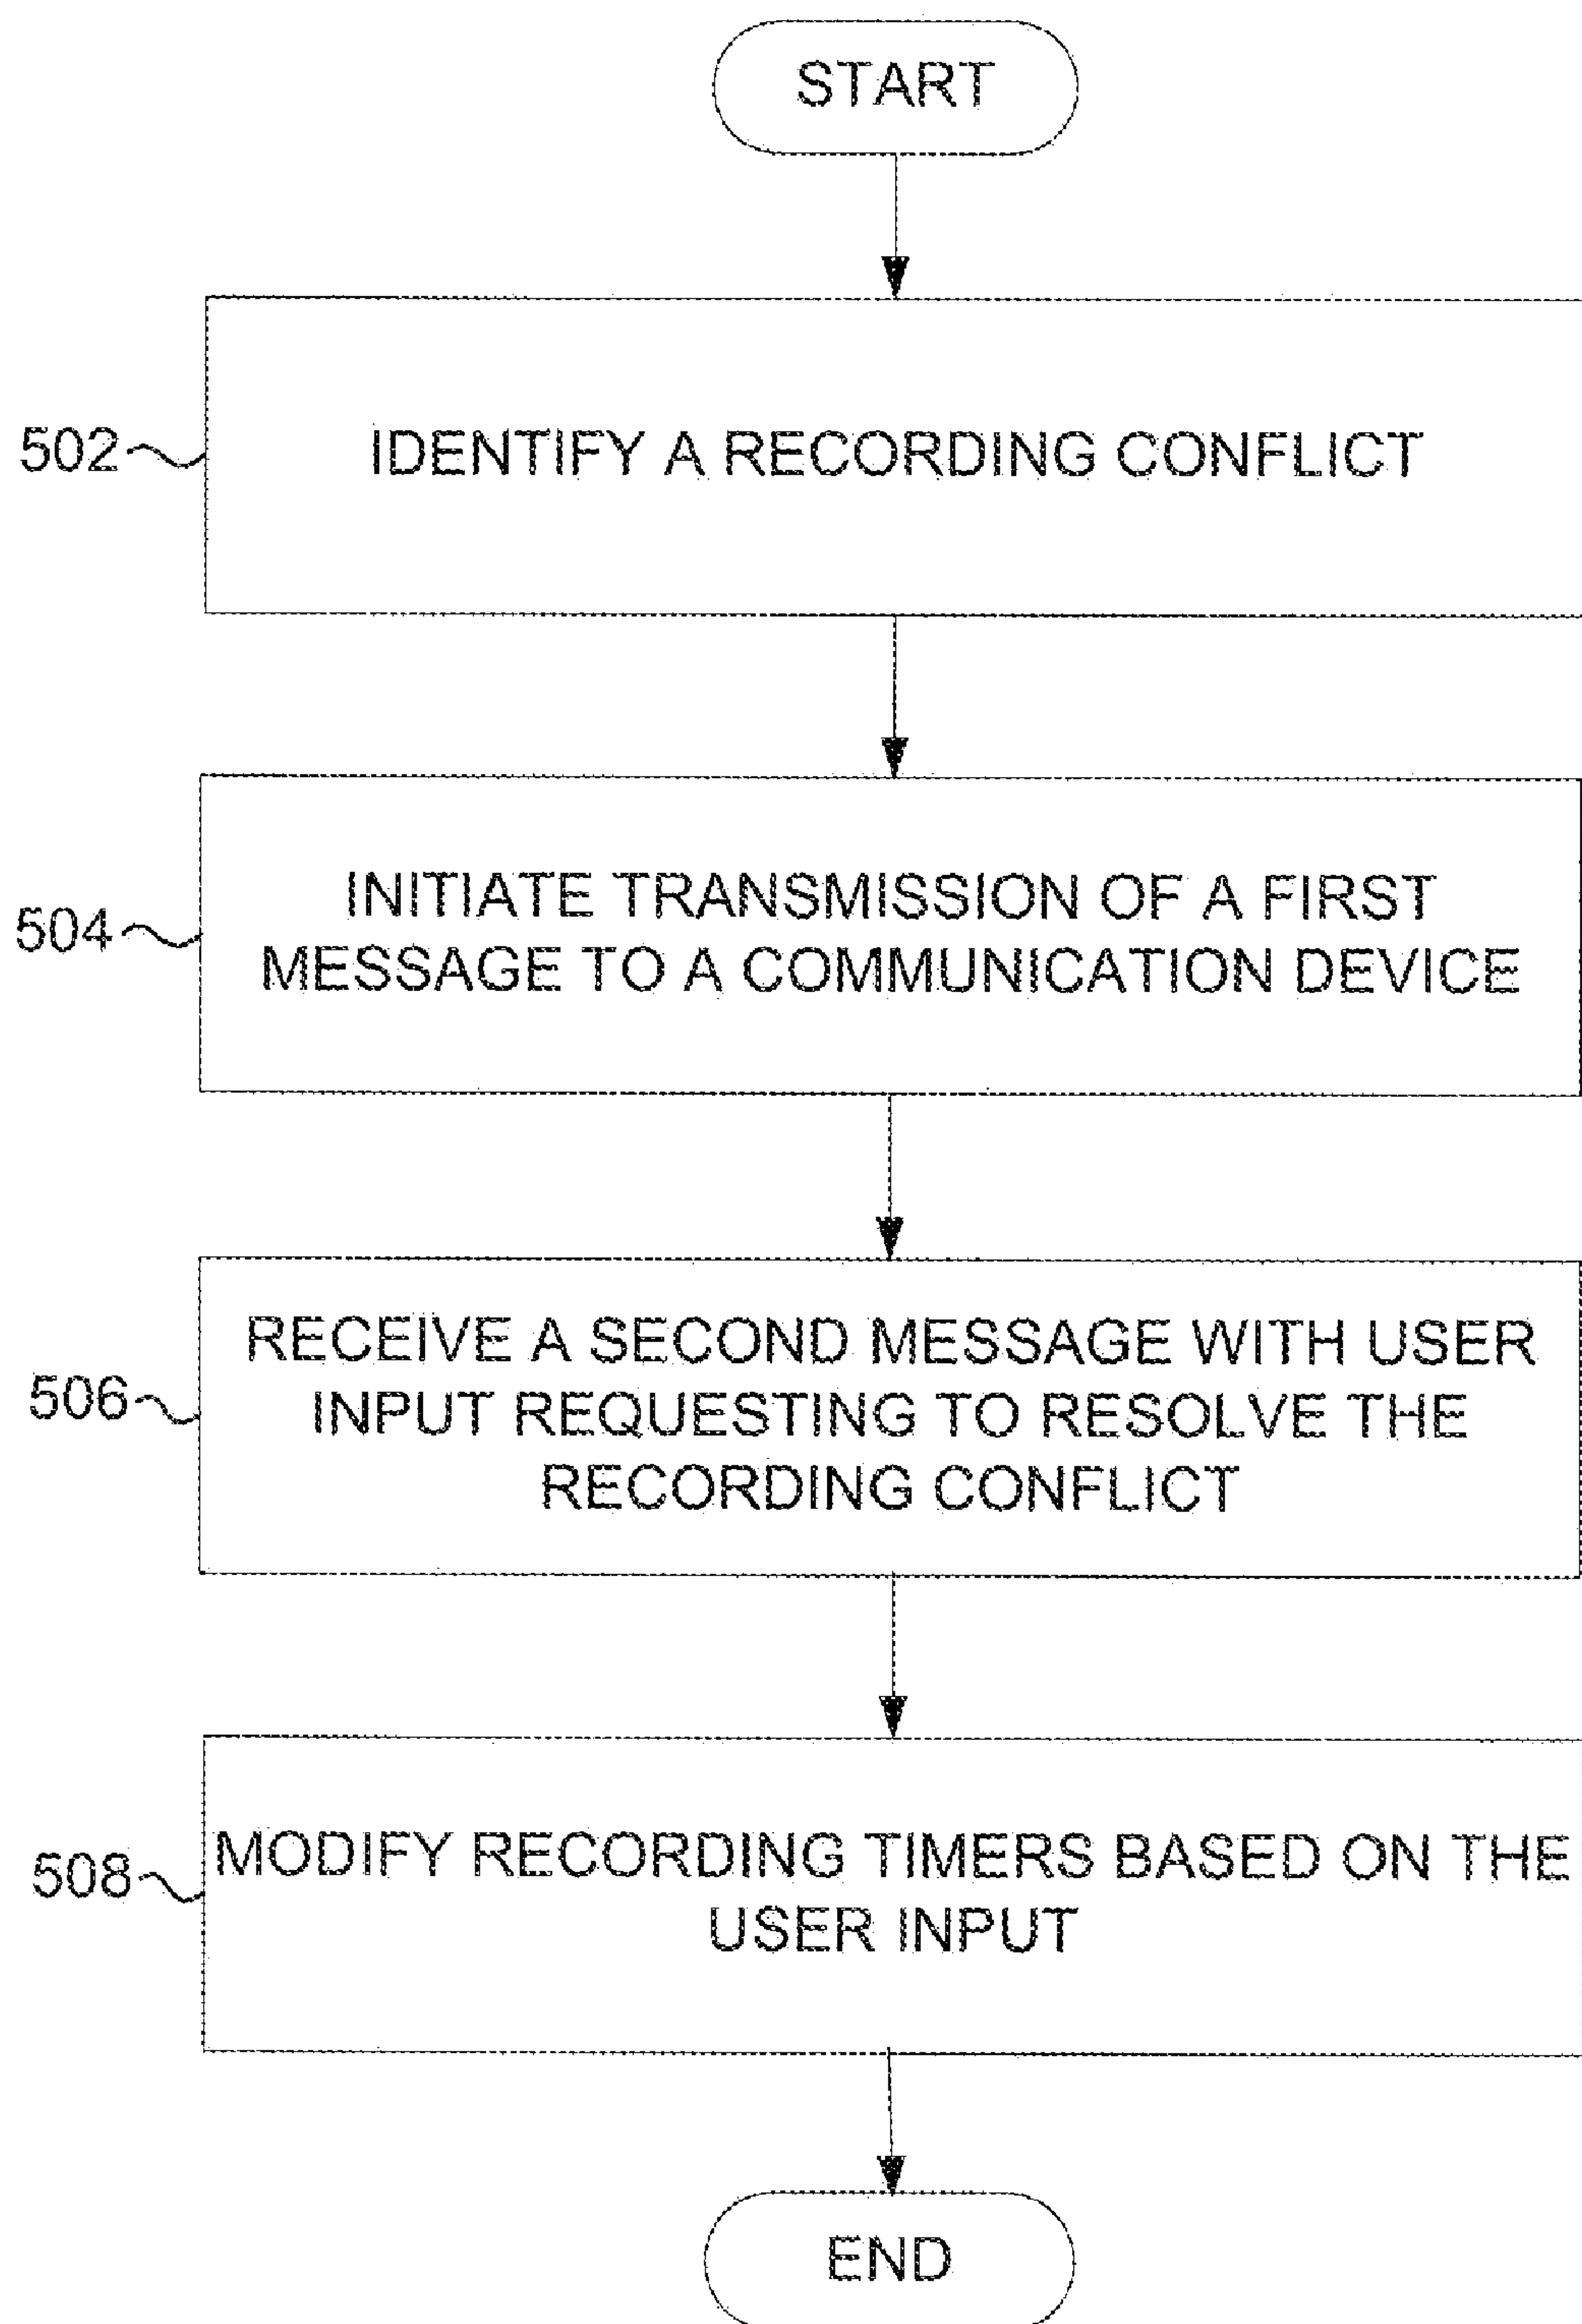 START
502
IDENTIFY A RECORDING CONFLICT
504
INITIATE TRANSMISSION OF A FIRST
MESSAGE TO A COMMUNICATION DEVICE
506
RECEIVE A SECOND MESSAGE WITH USER
INPUT REQUESTING TO RESOLVE THE
RECORDING CONFLICT
508
MODIFY RECORDING TIMERS BASED ON THE
USER INPUT
END